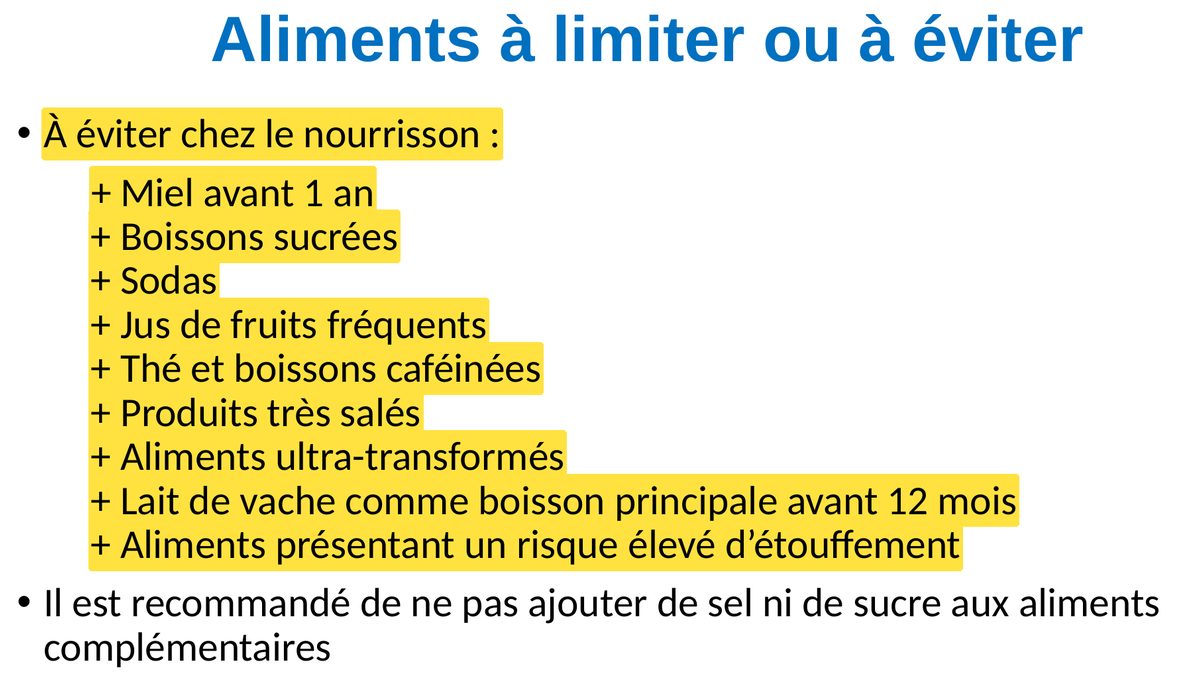 Aliments à limiter ou à éviter
• À éviter chez le nourrisson :
+ Miel avant 1 an
+ Boissons sucrées
+ Sodas
+ Jus de fruits fréquents
+ Thé et boissons caféinées
+ Produits très salés
+ Aliments ultra-transformés
+ Lait de vache comme boisson principale avant 12 mois
+ Aliments présentant un risque élevé d’étouffement
• Il est recommandé de ne pas ajouter de sel ni de sucre aux aliments
complémentaires